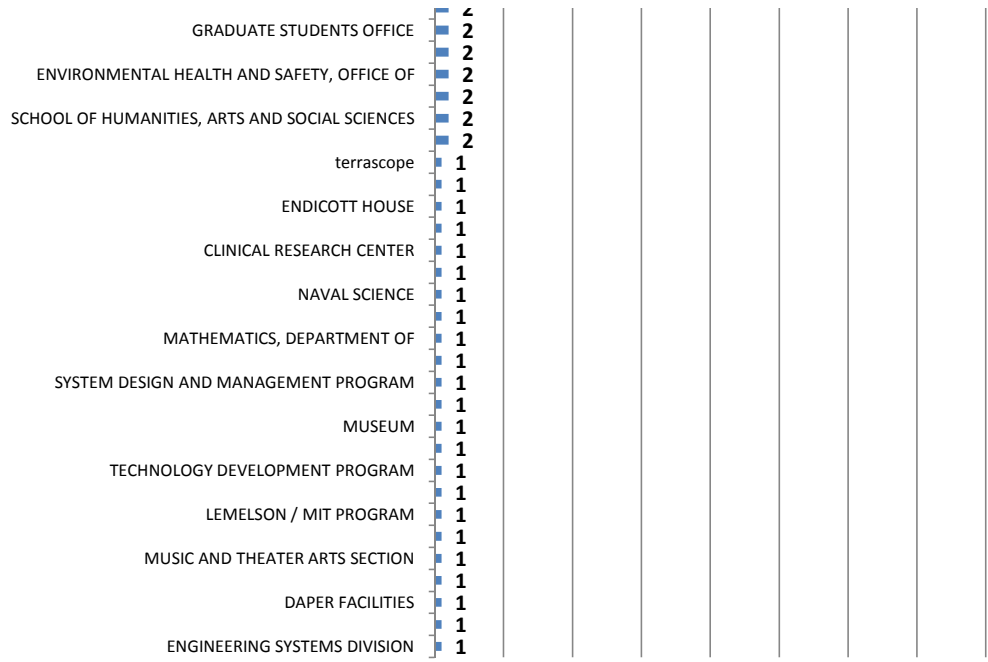 2
GRADUATE STUDENTS OFFICE 2
2
ENVIRONMENTAL HEALTH AND SAFETY, OFFICE OF 2
2
SCHOOL OF HUMANITIES, ARTS AND SOCIAL SCIENCES 2
2
terrascope 1
1
ENDICOTT HOUSE 1
1
CLINICAL RESEARCH CENTER 1
1
NAVAL SCIENCE 1
1
MATHEMATICS, DEPARTMENT OF 1
1
SYSTEM DESIGN AND MANAGEMENT PROGRAM 1
1
MUSEUM 1
1
TECHNOLOGY DEVELOPMENT PROGRAM 1
1
LEMELSON / MIT PROGRAM 1
1
MUSIC AND THEATER ARTS SECTION 1
1
DAPER FACILITIES 1
1
ENGINEERING SYSTEMS DIVISION 1